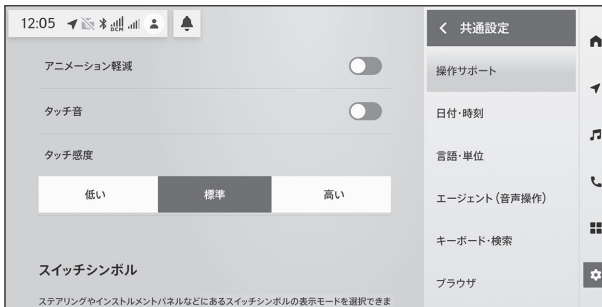 12:05
DCM
共通設定
アニメーション軽減
操作サポート
タッチ音
日付・時刻
タッチ感度
言語・単位
低い 標準 高い
エージェント（音声操作）
キーボード・検索
スイッチシンボル
ブラウザ
ステアリングやインストルメントパネルなどにあるスイッチシンボルの表示モードを選択できま